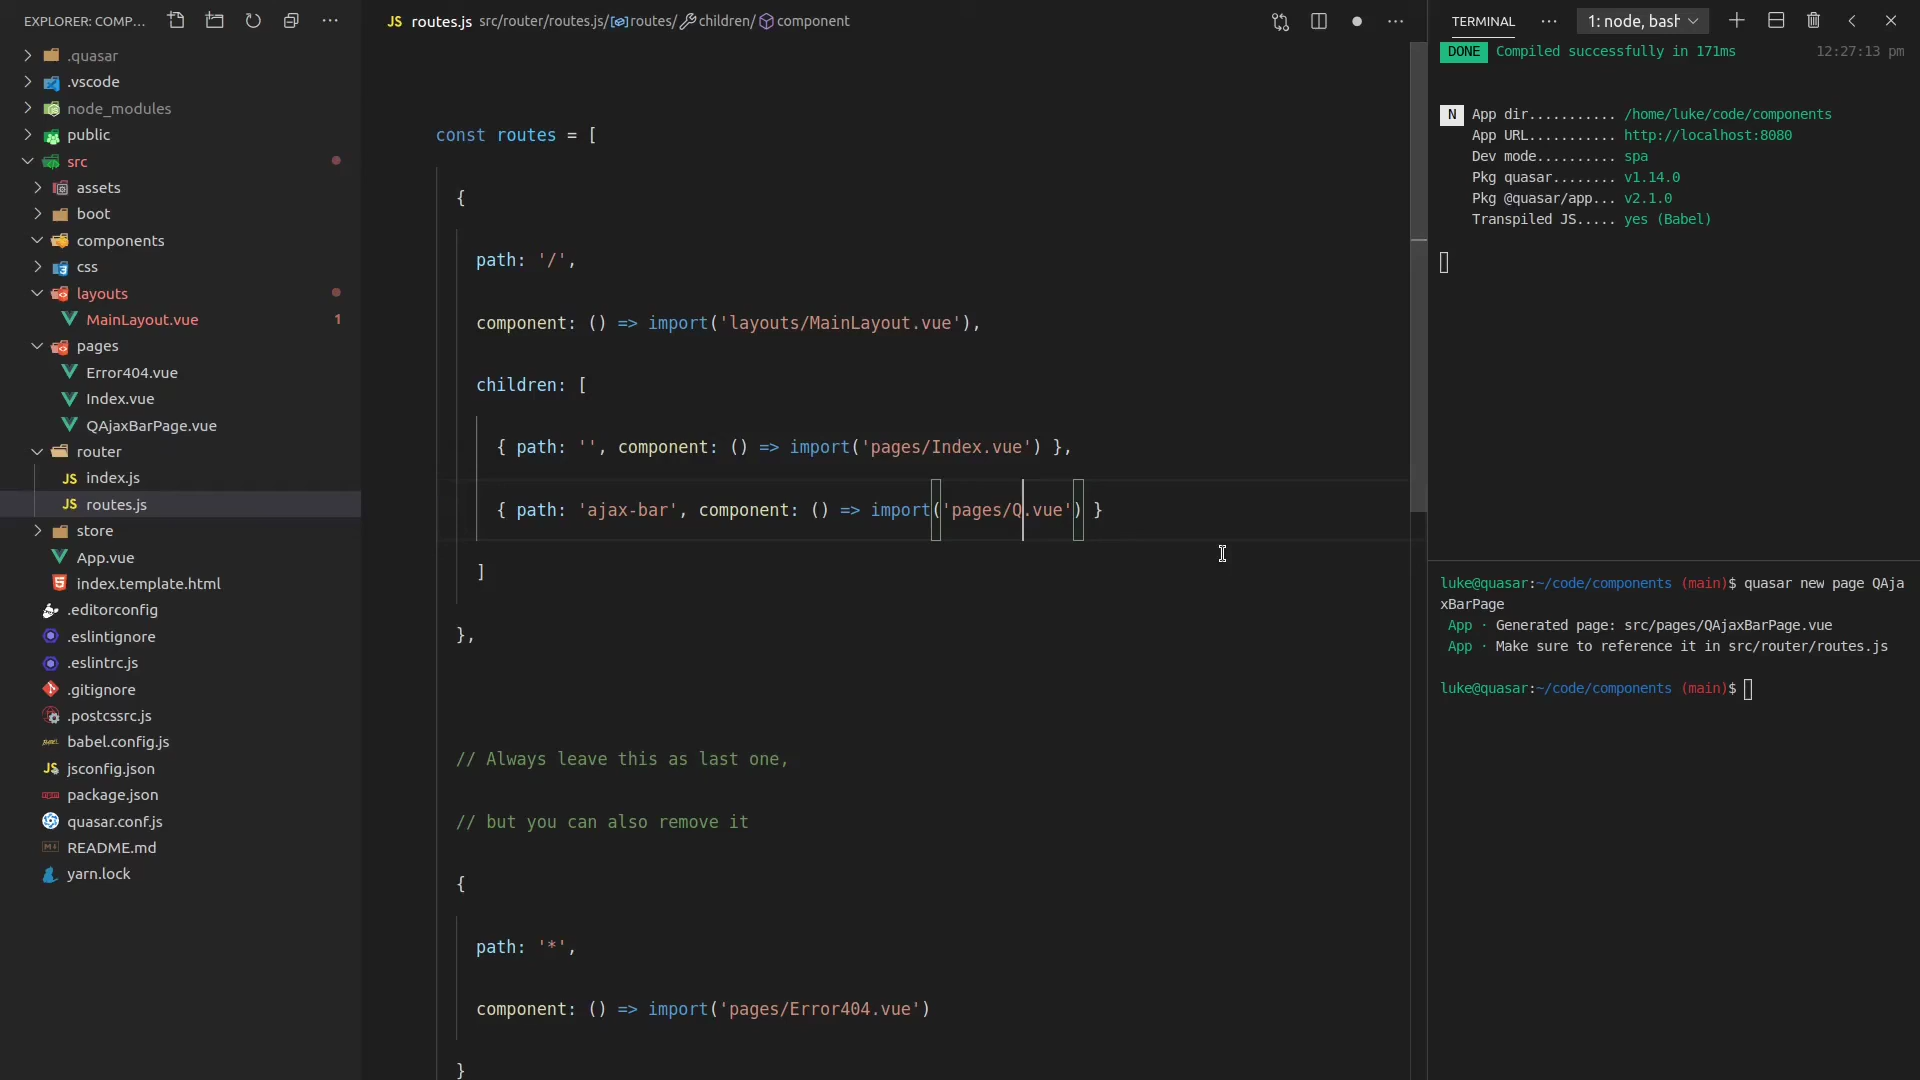 EXPLORER: COMP...
.quasar
.vscode
node_modules
public
src
assets
boot
components
css
layouts
MainLayout.vue 1
pages
Error404.vue
Index.vue
QAjaxBarPage.vue
router
JS index.js
JS routes.js
store
App.vue
index.template.html
.editorconfig
.eslintignore
.eslintrc.js
.gitignore
.postcssrc.js
babel.config.js
JS jsconfig.json
package.json
quasar.conf.js
README.md
yarn.lock
JS routes.js src/router/routes.js/routes/children/component
const routes = [
{
path: '/',
component: () => import('layouts/MainLayout.vue'),
children: [
{ path: '', component: () => import('pages/Index.vue') },
{ path: 'ajax-bar', component: () => import('pages/Q.vue') }
]
},
// Always leave this as last one,
// but you can also remove it
{
path: '*',
component: () => import('pages/Error404.vue')
}
TERMINAL ... 1: node, bash
DONE Compiled successfully in 171ms 12:27:13 pm
N App dir........... /home/luke/code/components
App URL........... http://localhost:8080
Dev mode.......... spa
Pkg quasar........ v1.14.0
Pkg @quasar/app... v2.1.0
Transpiled JS..... yes (Babel)
luke@quasar:~/code/components (main)$ quasar new page QAja
xBarPage
App · Generated page: src/pages/QAjaxBarPage.vue
App · Make sure to reference it in src/router/routes.js
luke@quasar:~/code/components (main)$